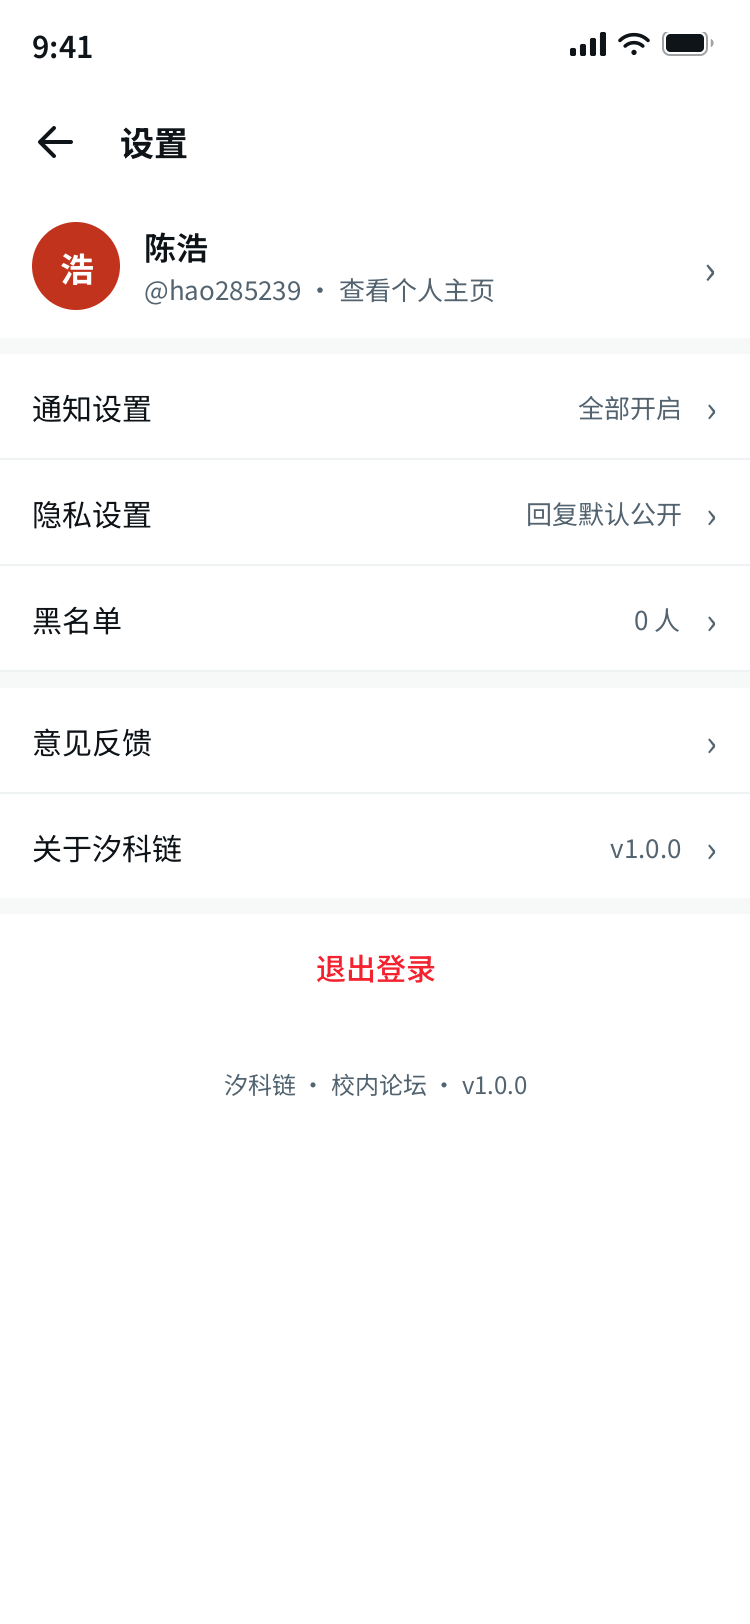 9:41
设置
浩
陈浩
@hao285239 · 查看个人主页
通知设置 全部开启
隐私设置 回复默认公开
黑名单 0 人
意见反馈
关于汐科链 v1.0.0
退出登录
汐科链 · 校内论坛 · v1.0.0